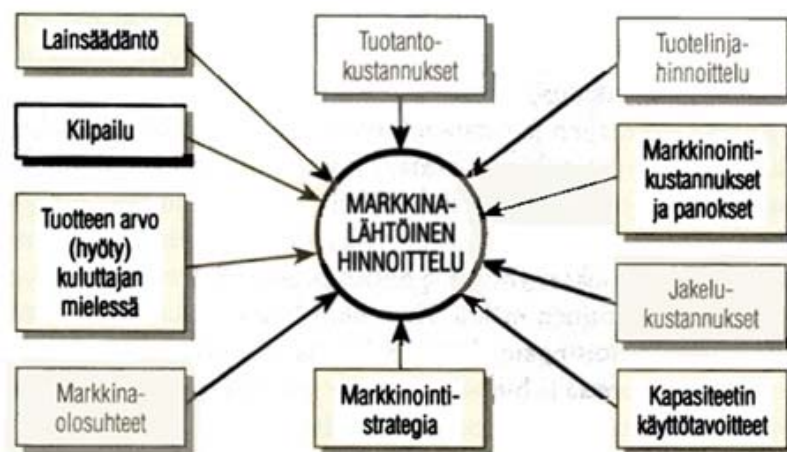 Lainsäädäntö
Tuotanto-
kustannukset
Tuotelinja-
hinnoittelu
Kilpailu
Markkinointi-
kustannukset
ja panokset
MARKKINA-
LÄHTÖINEN
HINNOITTELU
Tuotteen arvo
(hyöty)
kuluttajan
mielessä
Jakelu-
kustannukset
Markkina-
olosuhteet
Markkinointi-
strategia
Kapasiteetin
käyttötavoitteet